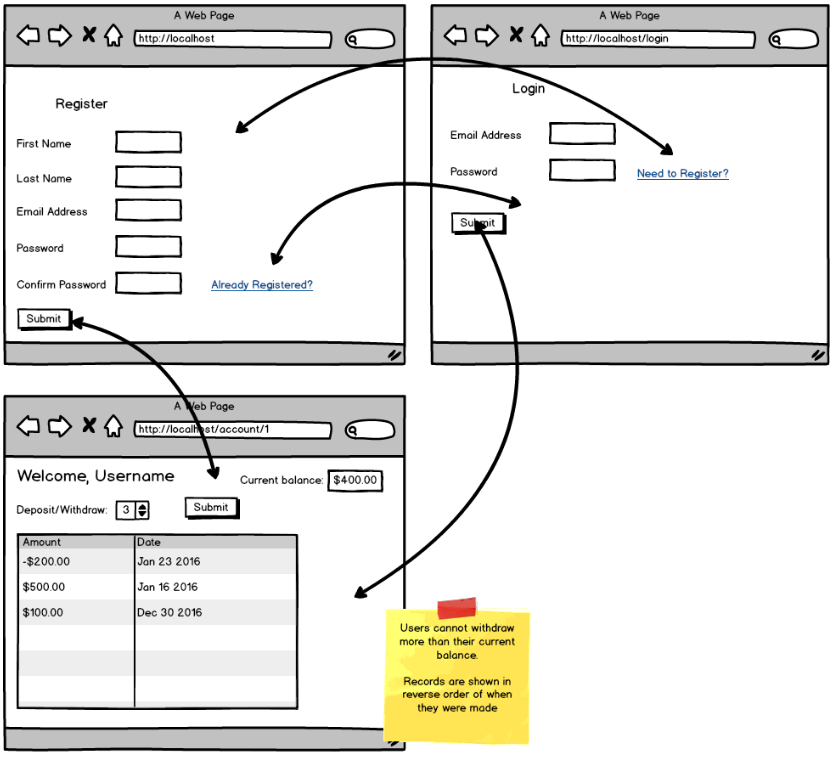 A Web Page
http://localhost
Register
First Name
Last Name
Email Address
Password
Confirm Password
Already Registered?
Submit
A Web Page
http://localhost/login
Login
Email Address
Password
Need to Register?
Submit
A Web Page
http://localhost/account/1
Welcome, Username
Current balance: $400.00
Deposit/Withdraw: 3 Submit
Amount Date
-$200.00 Jan 23 2016
$500.00 Jan 16 2016
$100.00 Dec 30 2016
Users cannot withdraw
more than their current
balance.
Records are shown in
reverse order of when
they were made